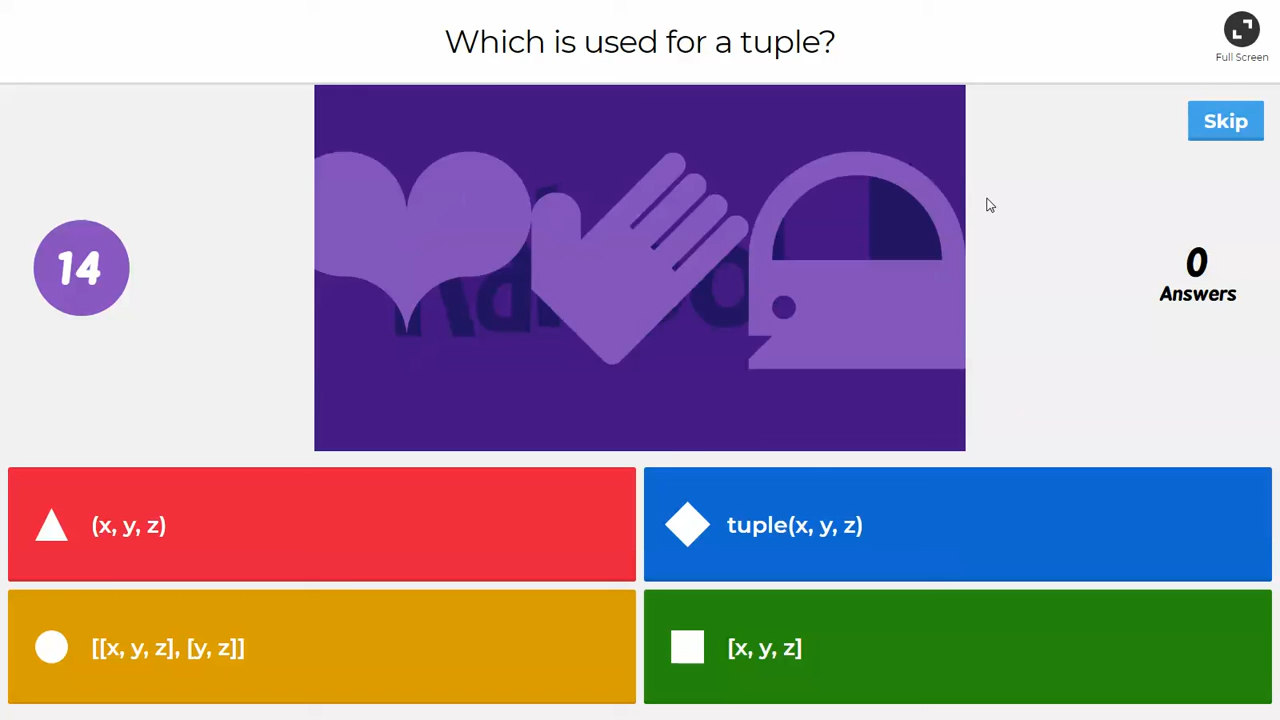 Which is used for a tuple?
Full Screen
Skip
14
0
Answers
(x, y, z)
tuple(x, y, z)
[[x, y, z], [y, z]]
[x, y, z]